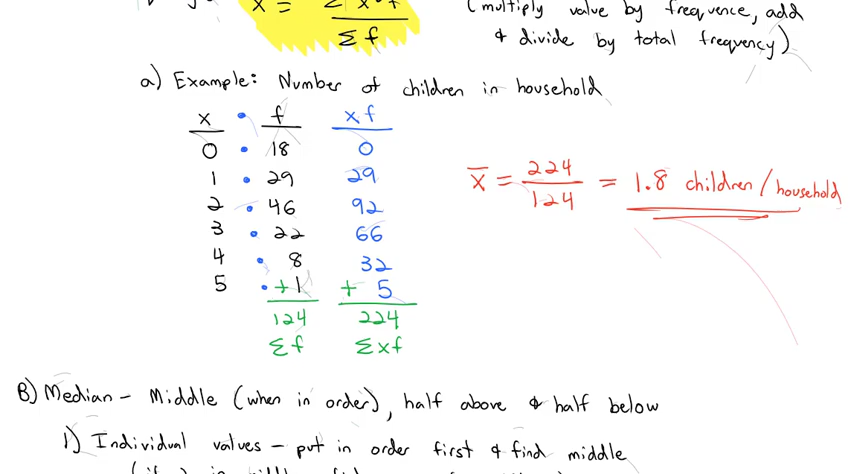 x̄ = Σ x•f (multiply value by frequence, add
Σ f & divide by total frequency)
a) Example: Number of children in household
x • f xf
0 • 18 0
1 • 29 29
2 • 46 92
3 • 22 66
4 • 8 32
5 • +1 + 5
124 224
Σf Σxf
x̄ = 224/124 = 1.8 children/household
B) Median - Middle (when in order), half above & half below
1) Individual values - put in order first & find middle